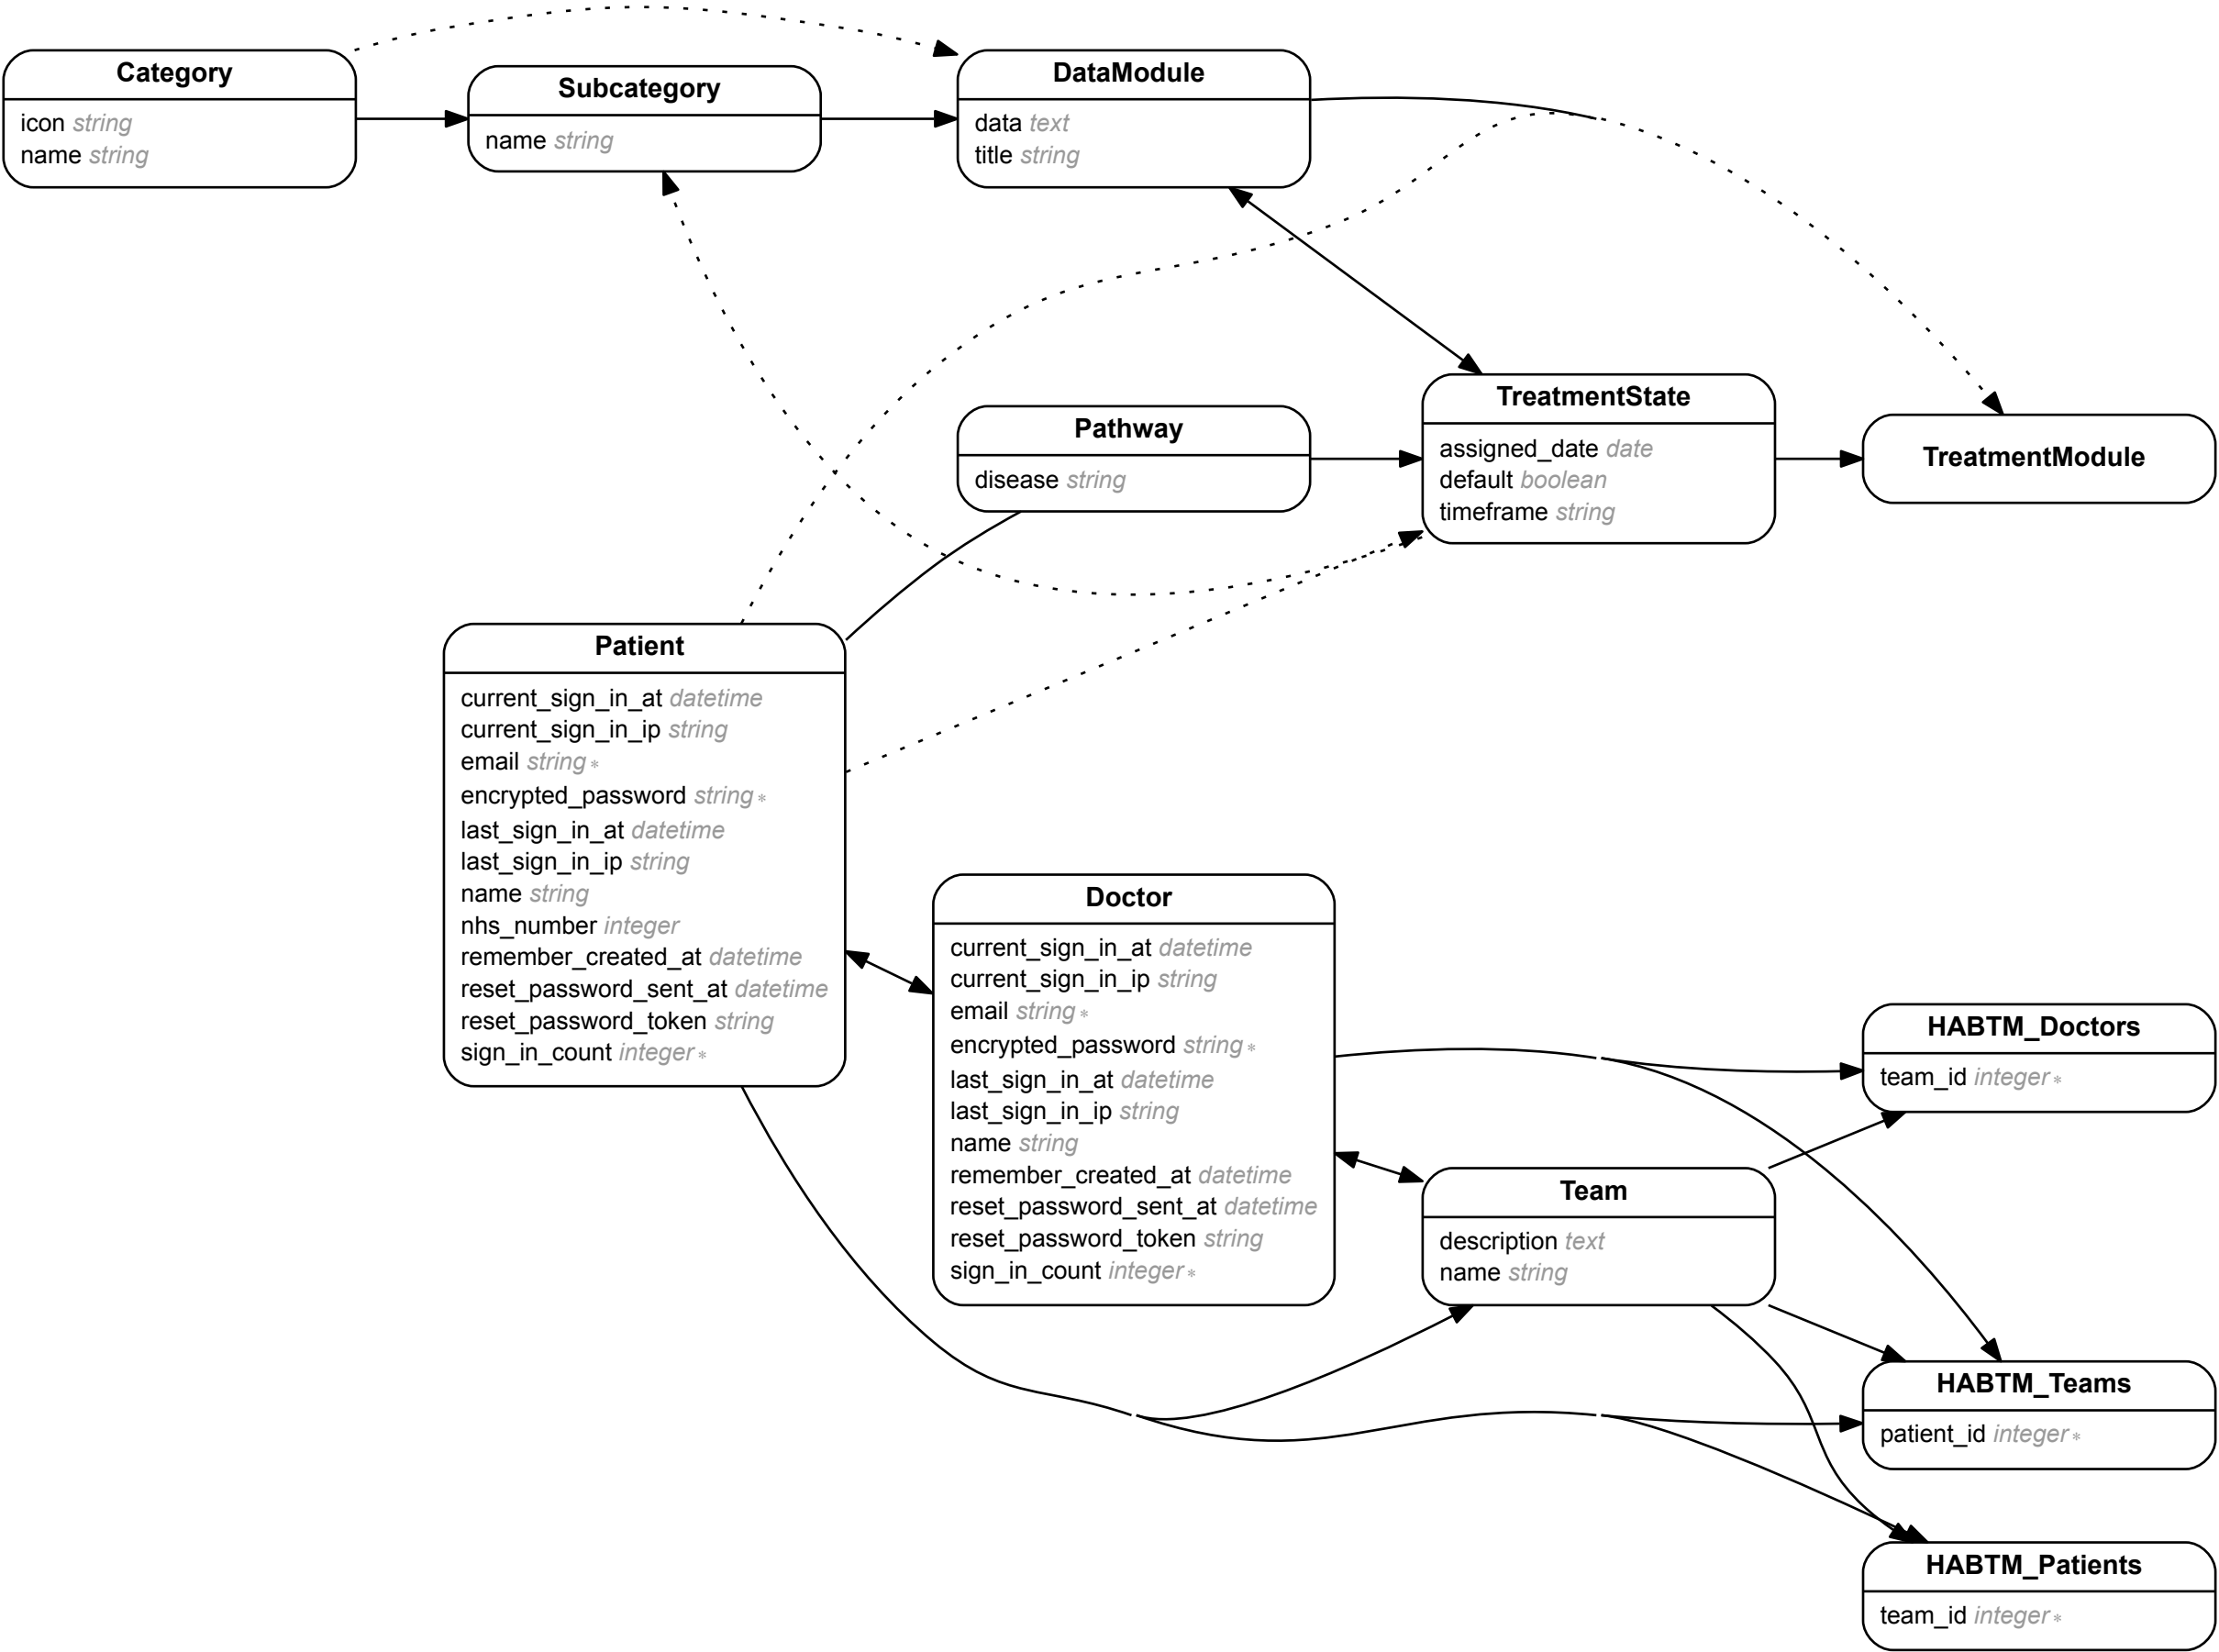 Category
icon string
name string
Subcategory
name string
DataModule
data text
title string
TreatmentState
assigned_date date
default boolean
timeframe string
Pathway
disease string
TreatmentModule
Patient
current_sign_in_at datetime
current_sign_in_ip string
email string *
encrypted_password string *
last_sign_in_at datetime
last_sign_in_ip string
name string
nhs_number integer
remember_created_at datetime
reset_password_sent_at datetime
reset_password_token string
sign_in_count integer *
Doctor
current_sign_in_at datetime
current_sign_in_ip string
email string *
encrypted_password string *
last_sign_in_at datetime
last_sign_in_ip string
name string
remember_created_at datetime
reset_password_sent_at datetime
reset_password_token string
sign_in_count integer *
HABTM_Doctors
team_id integer *
Team
description text
name string
HABTM_Teams
patient_id integer *
HABTM_Patients
team_id integer *